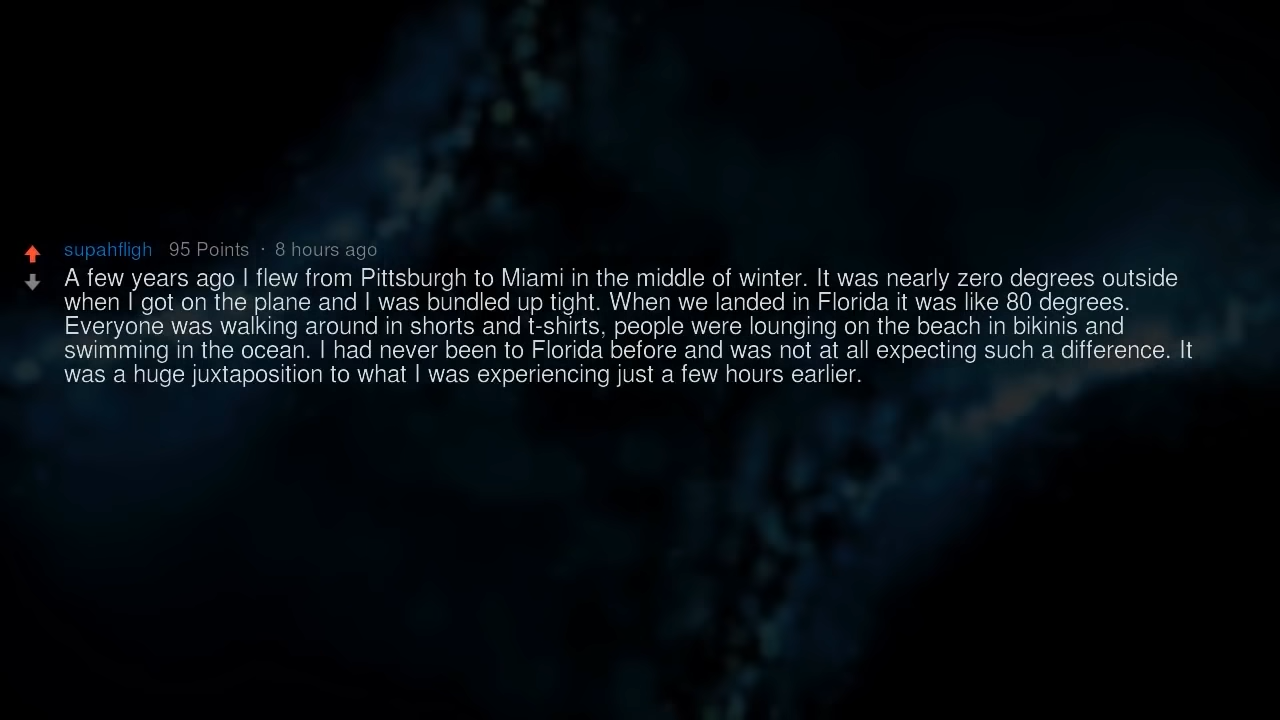 supahfligh 95 Points · 8 hours ago
A few years ago I flew from Pittsburgh to Miami in the middle of winter. It was nearly zero degrees outside
when I got on the plane and I was bundled up tight. When we landed in Florida it was like 80 degrees.
Everyone was walking around in shorts and t-shirts, people were lounging on the beach in bikinis and
swimming in the ocean. I had never been to Florida before and was not at all expecting such a difference. It
was a huge juxtaposition to what I was experiencing just a few hours earlier.